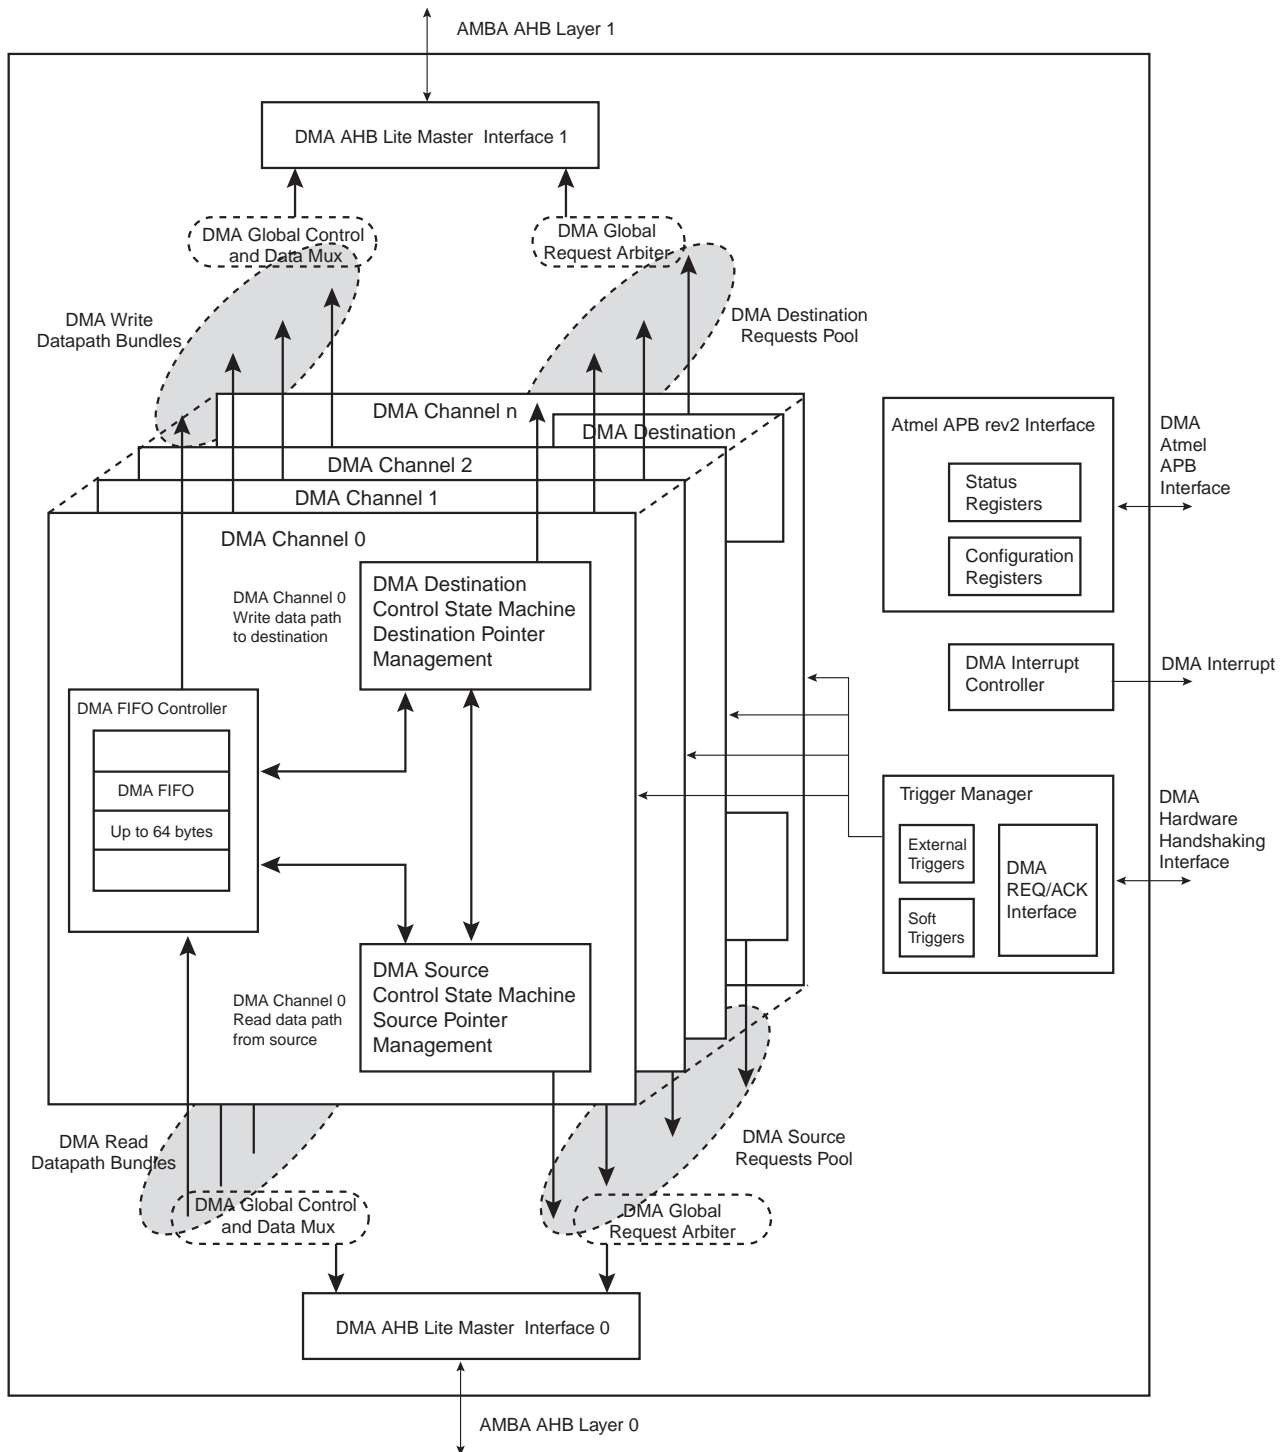 AMBA AHB Layer 1
DMA AHB Lite Master Interface 1
DMA Global Control
and Data Mux
DMA Global
Request Arbiter
DMA Write
Datapath Bundles
DMA Destination
Requests Pool
DMA Channel n
DMA Destination
DMA Channel 2
DMA Channel 1
DMA Channel 0
Atmel APB rev2 Interface
Status
Registers
Configuration
Registers
DMA
Atmel
APB
Interface
DMA Channel 0
Write data path
to destination
DMA Destination
Control State Machine
Destination Pointer
Management
DMA Interrupt
Controller
DMA Interrupt
DMA FIFO Controller
DMA FIFO
Up to 64 bytes
Trigger Manager
External
Triggers
Soft
Triggers
DMA
REQ/ACK
Interface
DMA
Hardware
Handshaking
Interface
DMA Channel 0
Read data path
from source
DMA Source
Control State Machine
Source Pointer
Management
DMA Read
Datapath Bundles
DMA Source
Requests Pool
DMA Global Control
and Data Mux
DMA Global
Request Arbiter
DMA AHB Lite Master Interface 0
AMBA AHB Layer 0